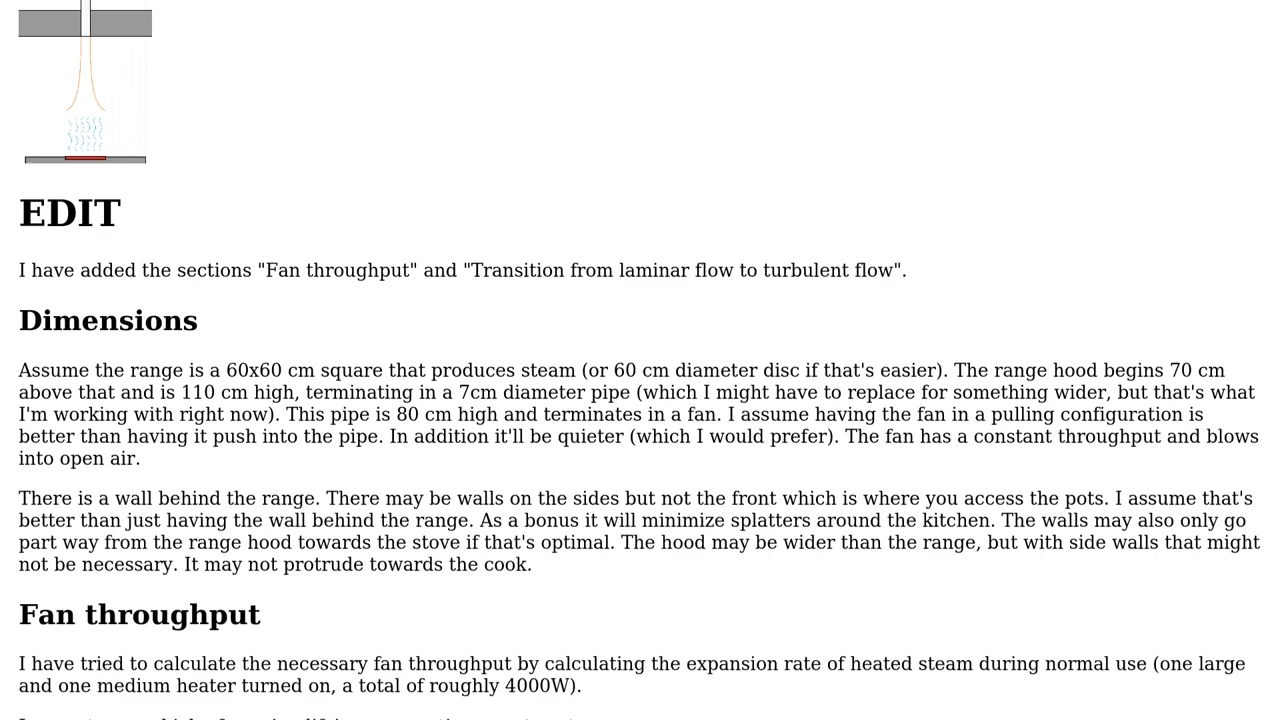 EDIT
I have added the sections "Fan throughput" and "Transition from laminar flow to turbulent flow".
Dimensions
Assume the range is a 60x60 cm square that produces steam (or 60 cm diameter disc if that's easier). The range hood begins 70 cm
above that and is 110 cm high, terminating in a 7cm diameter pipe (which I might have to replace for something wider, but that's what
I'm working with right now). This pipe is 80 cm high and terminates in a fan. I assume having the fan in a pulling configuration is
better than having it push into the pipe. In addition it'll be quieter (which I would prefer). The fan has a constant throughput and blows
into open air.
There is a wall behind the range. There may be walls on the sides but not the front which is where you access the pots. I assume that's
better than just having the wall behind the range. As a bonus it will minimize splatters around the kitchen. The walls may also only go
part way from the range hood towards the stove if that's optimal. The hood may be wider than the range, but with side walls that might
not be necessary. It may not protrude towards the cook.
Fan throughput
I have tried to calculate the necessary fan throughput by calculating the expansion rate of heated steam during normal use (one large
and one medium heater turned on, a total of roughly 4000W).